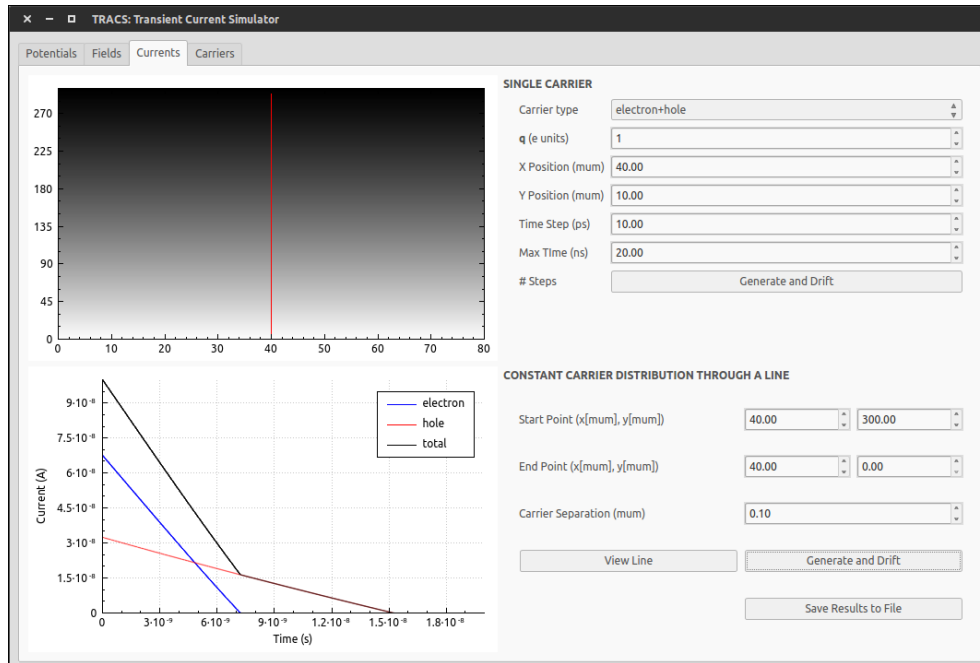 TRACS: Transient Current Simulator
Potentials Fields Currents Carriers
270
225
180
135
90
45
0
0 10 20 30 40 50 60 70 80
SINGLE CARRIER
Carrier type electron+hole
q (e units) 1
X Position (mum) 40.00
Y Position (mum) 10.00
Time Step (ps) 10.00
Max TIme (ns) 20.00
# Steps Generate and Drift
9·10⁻⁸
7.5·10⁻⁸
6·10⁻⁸
4.5·10⁻⁸
3·10⁻⁸
1.5·10⁻⁸
0
Current (A)
electron
hole
total
0 3·10⁻⁹ 6·10⁻⁹ 9·10⁻⁹ 1.2·10⁻⁸ 1.5·10⁻⁸ 1.8·10⁻⁸
Time (s)
CONSTANT CARRIER DISTRIBUTION THROUGH A LINE
Start Point (x[mum], y[mum]) 40.00 300.00
End Point (x[mum], y[mum]) 40.00 0.00
Carrier Separation (mum) 0.10
View Line Generate and Drift
Save Results to File